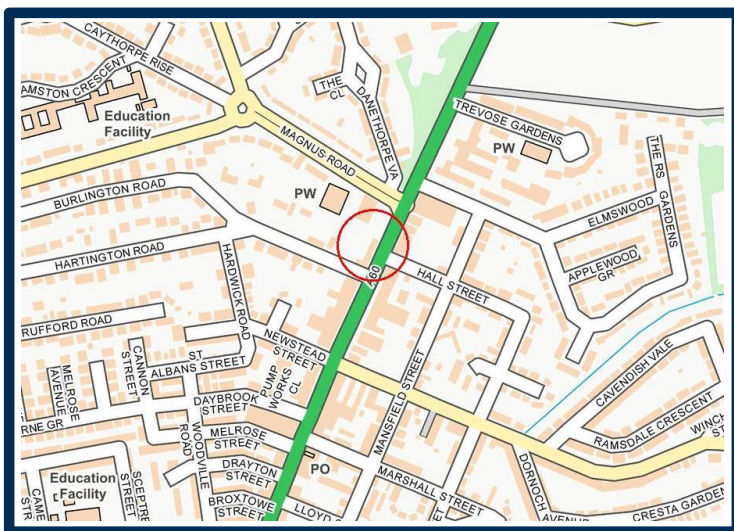 CAYTHORPE RISE
AMSTON CRESCENT
Education
Facility
THE
CL
DANETHORPE VA
MAGNUS ROAD
TREVOSE GARDENS
PW
THE RS
PW
BURLINGTON ROAD
ELMSWOOD
GARDENS
HARTINGTON ROAD
HARDWICK ROAD
APPLEWOOD
GR
A60
HALL STREET
RUFFORD ROAD
NEWSTEAD
STREET
CANNON
STREET
ST
ALBANS STREET
MELROSE
AVENUE
PUMP
WORKS
CL
MANSFIELD STREET
CAVENDISH VALE
DAYBROOK
STREET
RNE GR
WOODVILLE
ROAD
MELROSE
STREET
RAMSDALE CRESCENT
WINCH
ST
PO
MARSHALL STREET
DRAYTON
STREET
Education
Facility
BROXTOWE
STREET
LLOYD
DORNOCH
AVENUE
CRESTA GARDEN